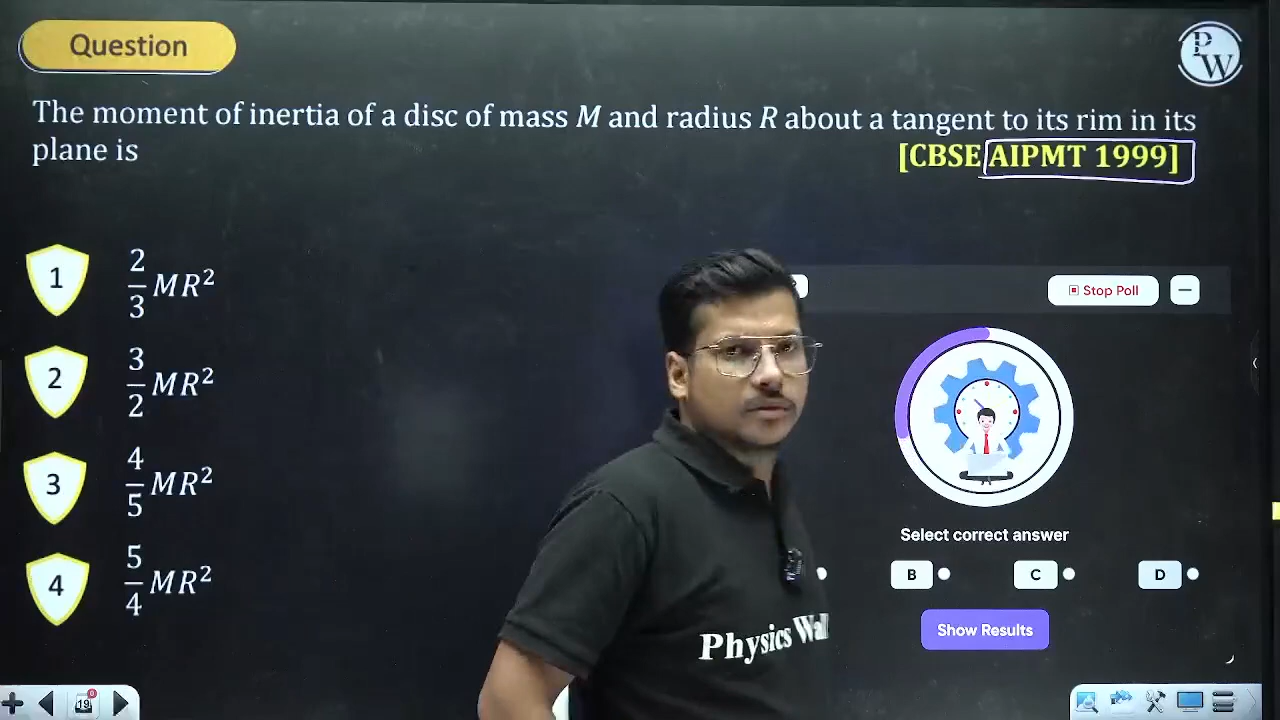 Question
P
W
The moment of inertia of a disc of mass M and radius R about a tangent to its rim in its
plane is
[CBSE AIPMT 1999]
1 2/3 MR²
2 3/2 MR²
3 4/5 MR²
4 5/4 MR²
Stop Poll
Select correct answer
B C D
Show Results
Physics Wal
19